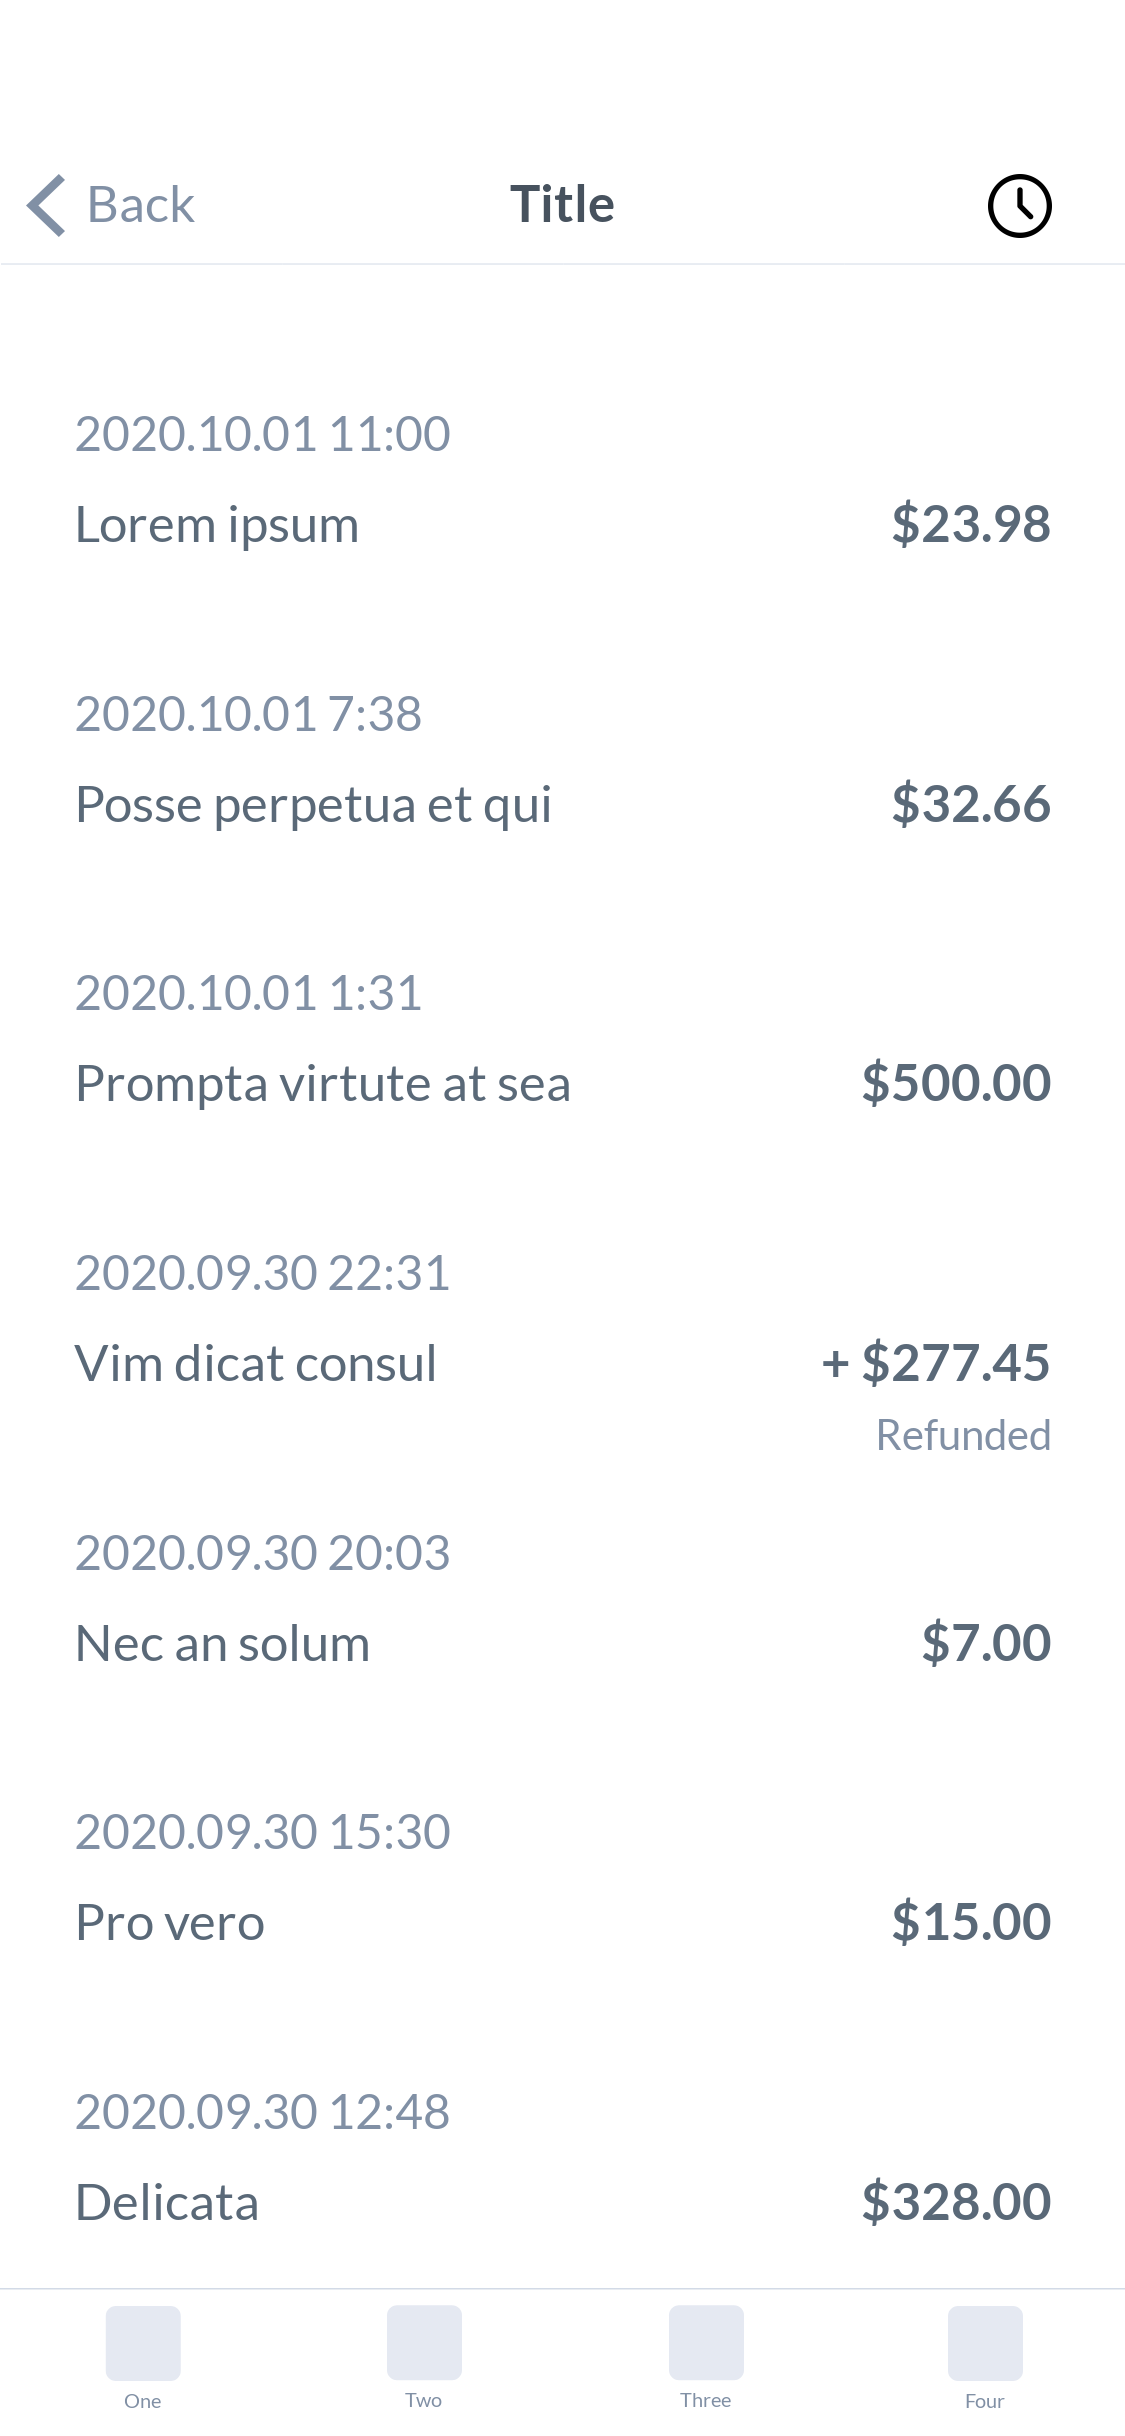 Back
Title
2020.10.01 11:00
Lorem ipsum
$23.98
2020.10.01 7:38
Posse perpetua et qui
$32.66
2020.10.01 1:31
Prompta virtute at sea
$500.00
2020.09.30 22:31
Vim dicat consul
+ $277.45
Refunded
2020.09.30 20:03
Nec an solum
$7.00
2020.09.30 15:30
Pro vero
$15.00
2020.09.30 12:48
Delicata
$328.00
One
Two
Three
Four